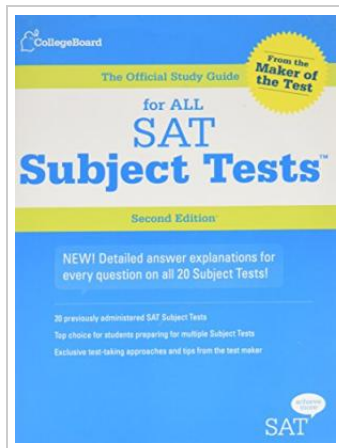 CollegeBoard
The Official Study Guide
From the
Maker of
the Test
for ALL
SAT
Subject Tests™
Second Edition
NEW! Detailed answer explanations for
every question on all 20 Subject Tests!
20 previously administered SAT Subject Tests
Top choice for students preparing for multiple Subject Tests
Exclusive test-taking approaches and tips from the test maker
SAT